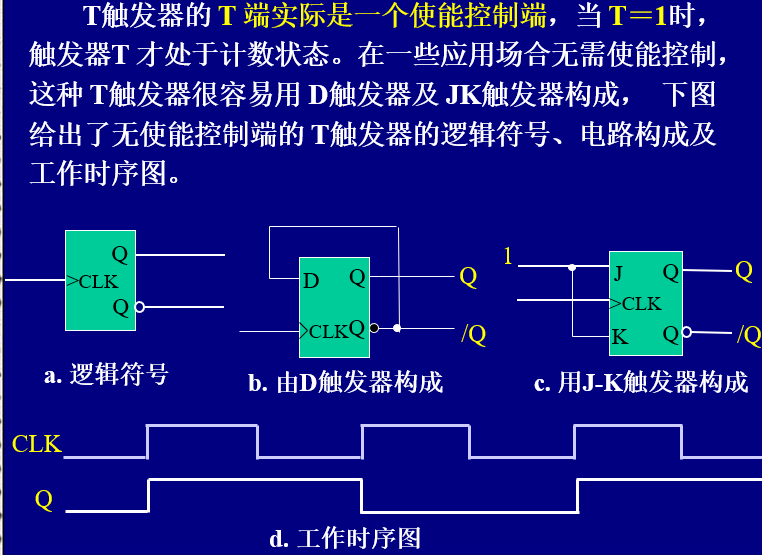 T触发器的 T 端实际是一个使能控制端，当 T＝1时，
触发器T 才处于计数状态。在一些应用场合无需使能控制，
这种 T触发器很容易用 D触发器及 JK触发器构成， 下图
给出了无使能控制端的 T触发器的逻辑符号、电路构成及
工作时序图。
Q
>CLK
Q
a. 逻辑符号
D Q
>CLKQ
Q
/Q
b. 由D触发器构成
1
J Q
>CLK
K Q
Q
/Q
c. 用J-K触发器构成
CLK
Q
d. 工作时序图